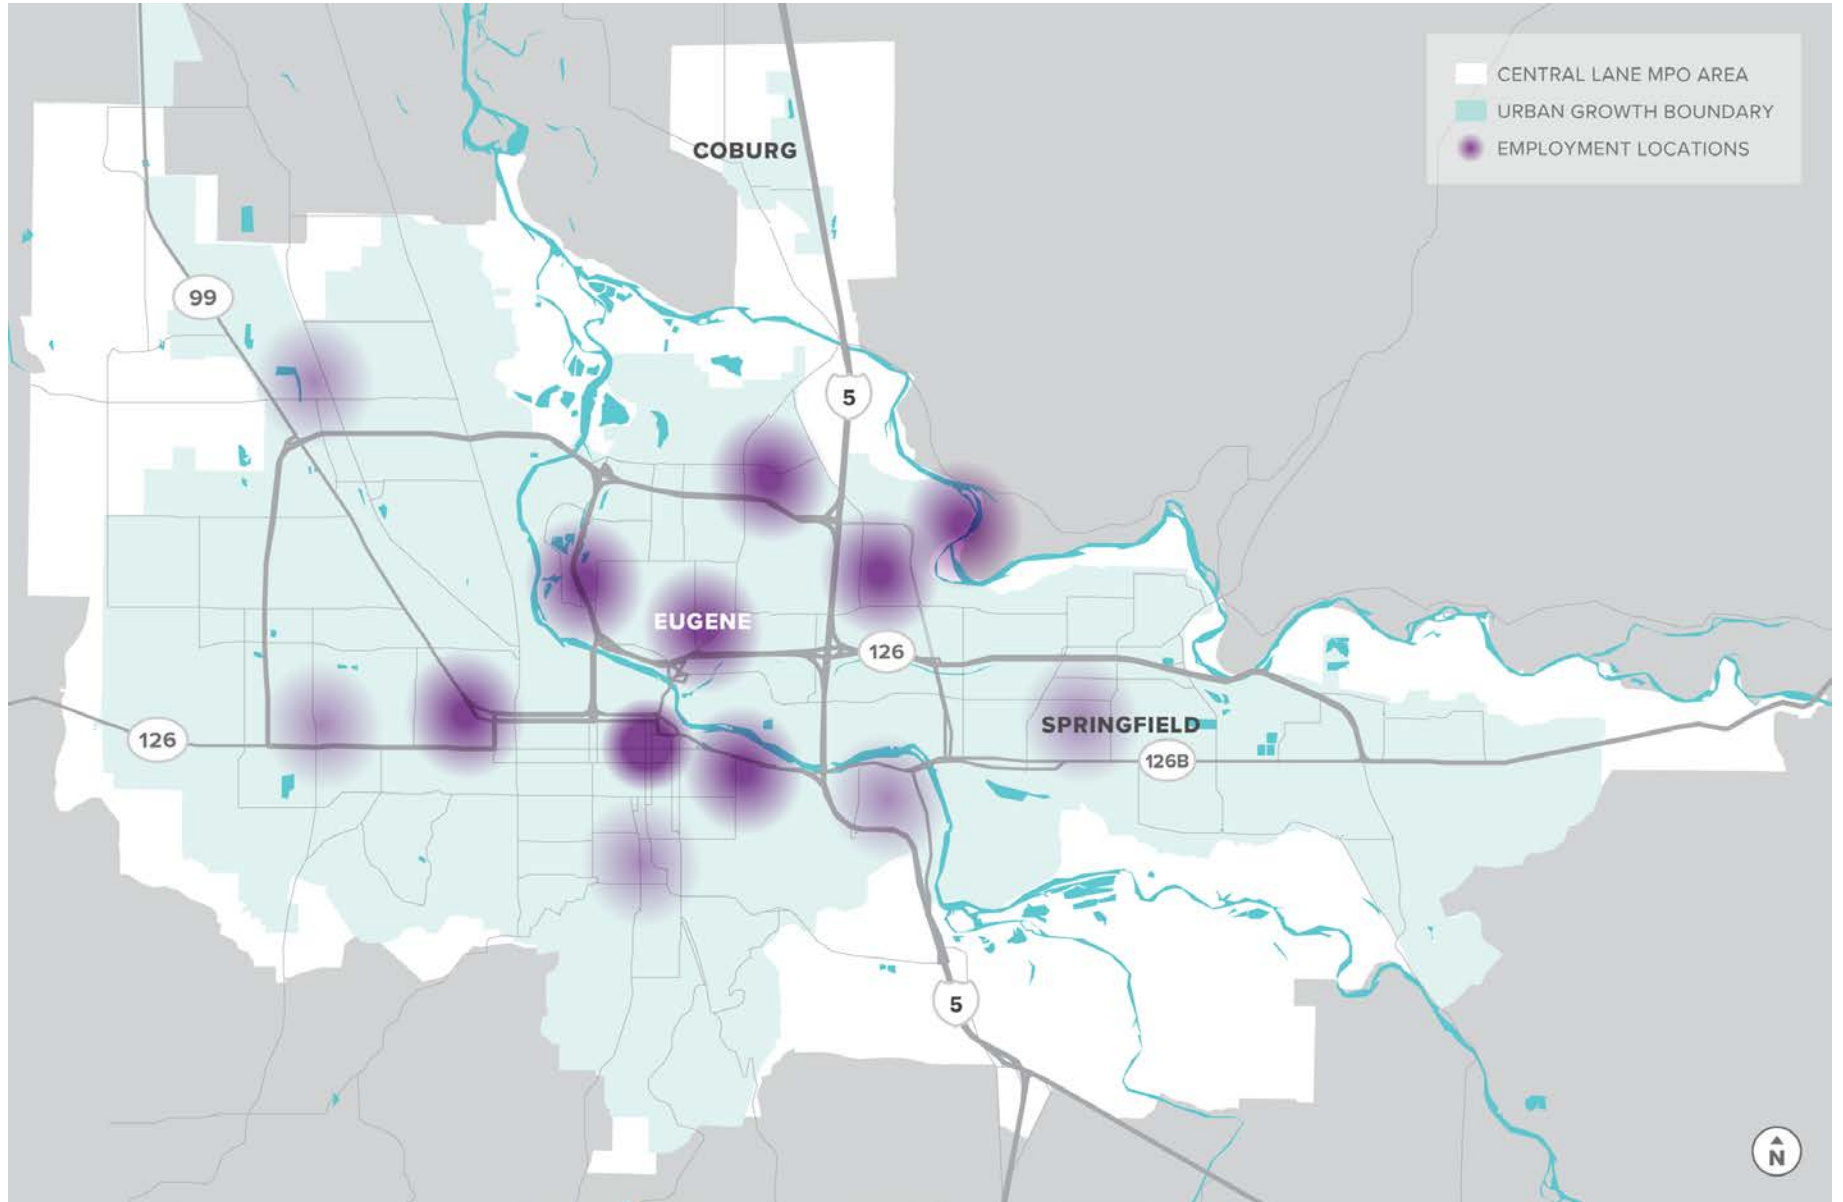 CENTRAL LANE MPO AREA
URBAN GROWTH BOUNDARY
EMPLOYMENT LOCATIONS
COBURG
99
5
EUGENE
126
SPRINGFIELD
126
126B
5
N